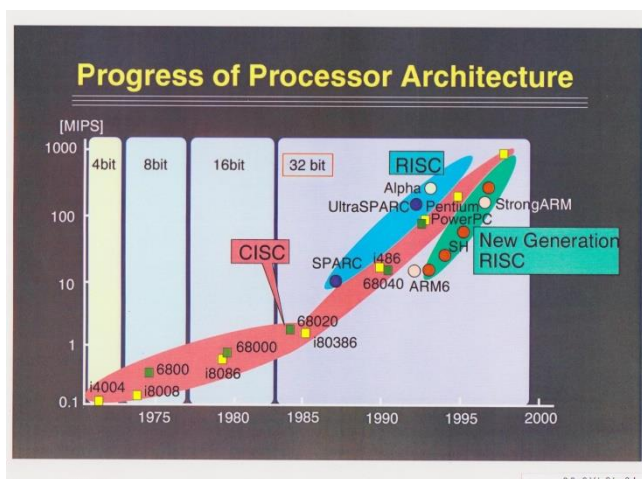 Progress of Processor Architecture
[MIPS]
1000
100
10
1
0.1
4bit
8bit
16bit
32 bit
RISC
Alpha
UltraSPARC
Pentium
PowerPC
StrongARM
New Generation
RISC
SH
ARM6
SPARC
i486
68040
CISC
68020
i80386
68000
i8086
6800
i8008
i4004
1975
1980
1985
1990
1995
2000